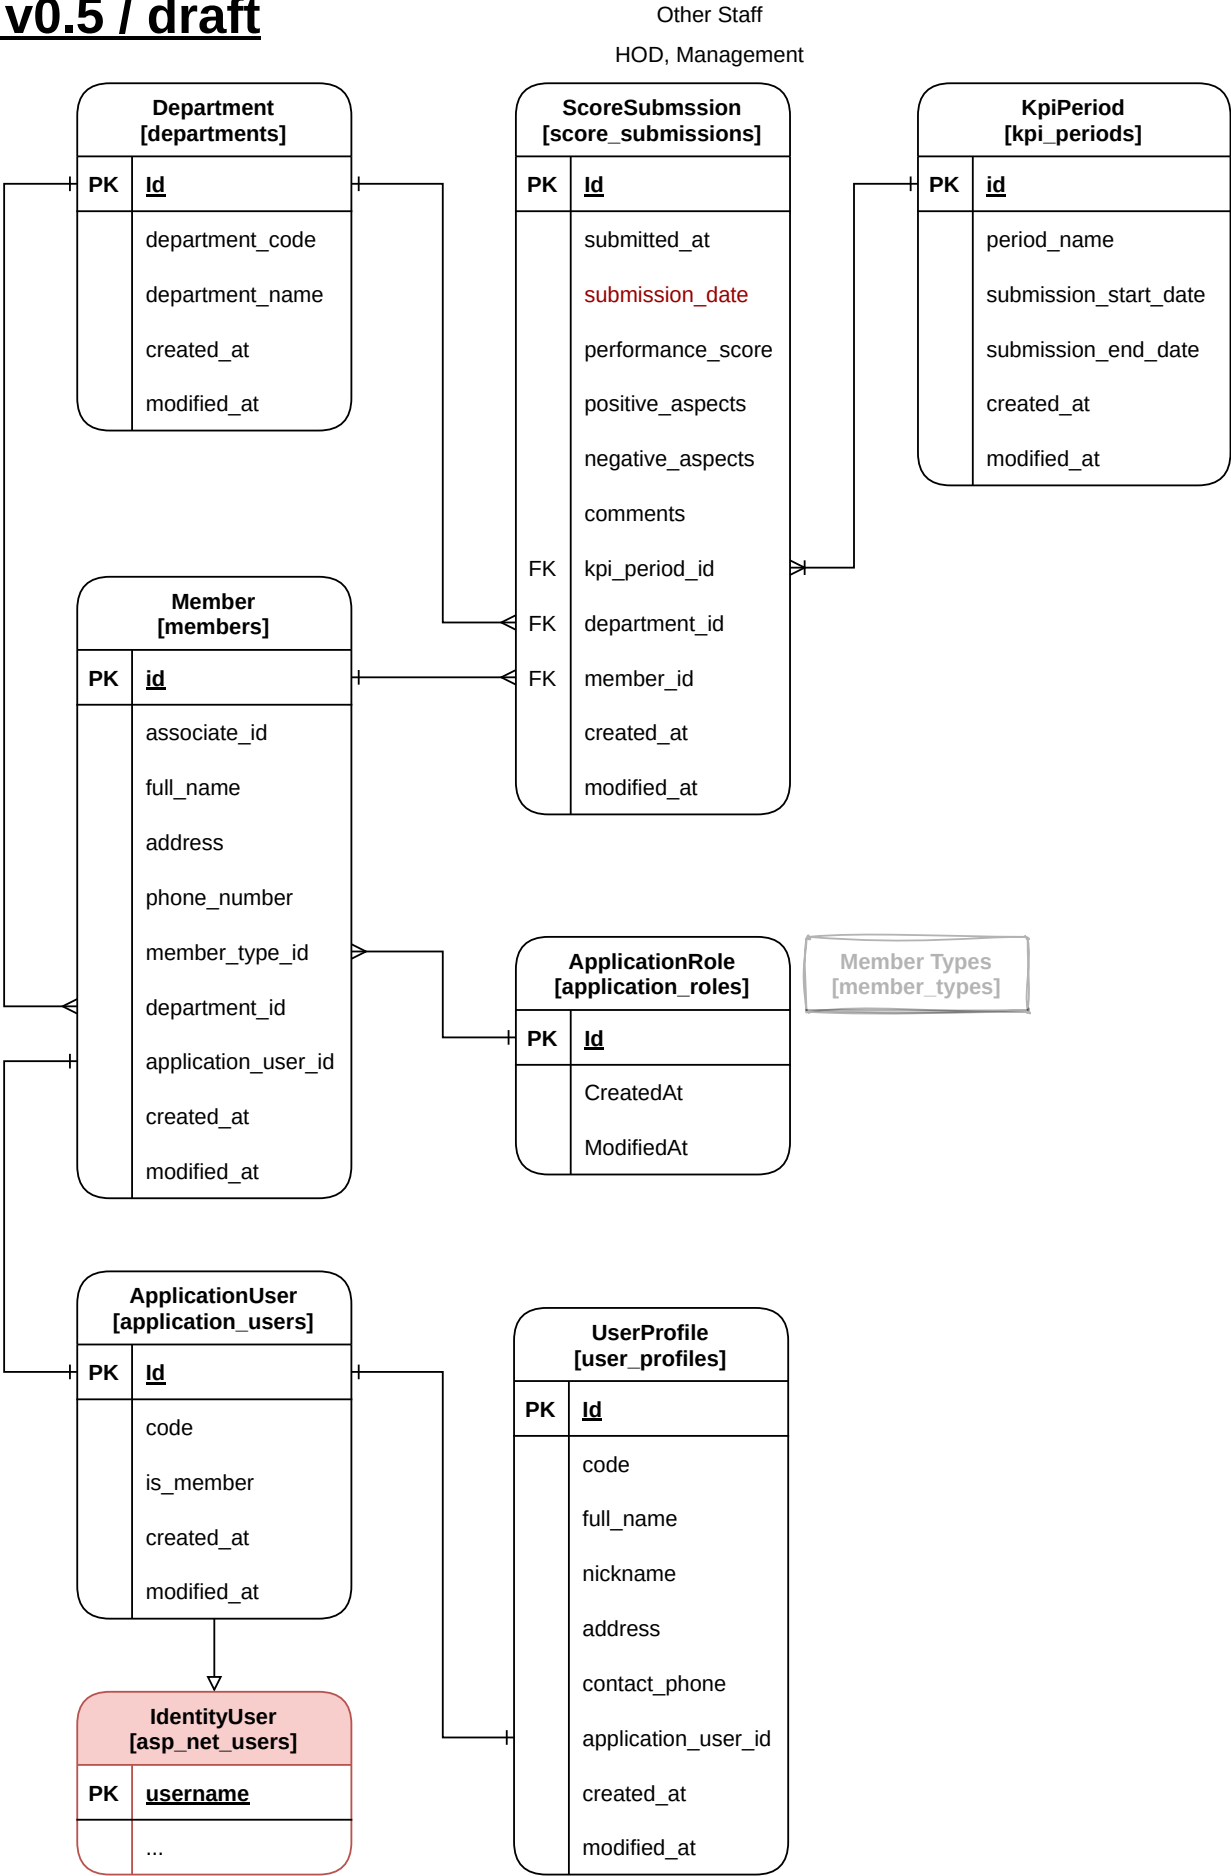 v0.5 / draft
Other Staff
HOD, Management
Department
[departments]
PK Id
department_code
department_name
created_at
modified_at
ScoreSubmssion
[score_submissions]
PK Id
submitted_at
submission_date
performance_score
positive_aspects
negative_aspects
comments
FK kpi_period_id
FK department_id
FK member_id
created_at
modified_at
KpiPeriod
[kpi_periods]
PK id
period_name
submission_start_date
submission_end_date
created_at
modified_at
Member
[members]
PK id
associate_id
full_name
address
phone_number
member_type_id
department_id
application_user_id
created_at
modified_at
ApplicationRole
[application_roles]
PK Id
CreatedAt
ModifiedAt
Member Types
[member_types]
ApplicationUser
[application_users]
PK Id
code
is_member
created_at
modified_at
UserProfile
[user_profiles]
PK Id
code
full_name
nickname
address
contact_phone
application_user_id
created_at
modified_at
IdentityUser
[asp_net_users]
PK username
...